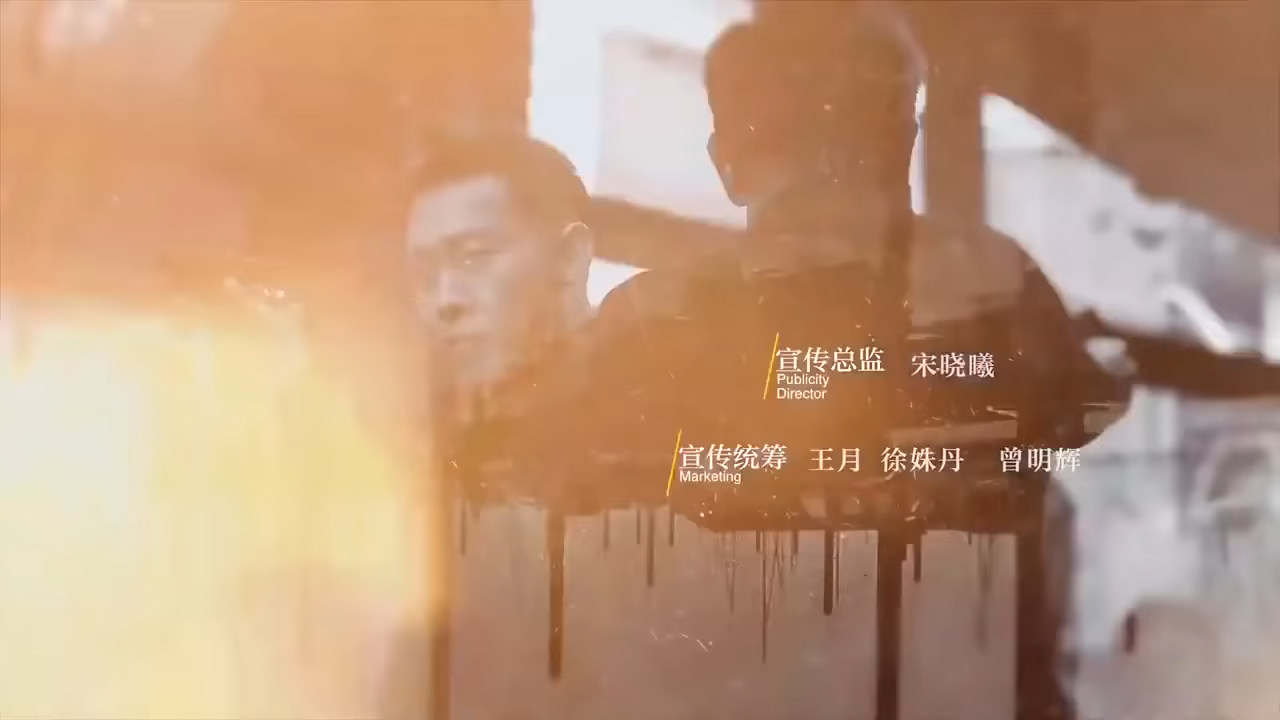 宣传总监 宋晓曦
Publicity
Director
宣传统筹 王月 徐姝丹 曾明辉
Marketing